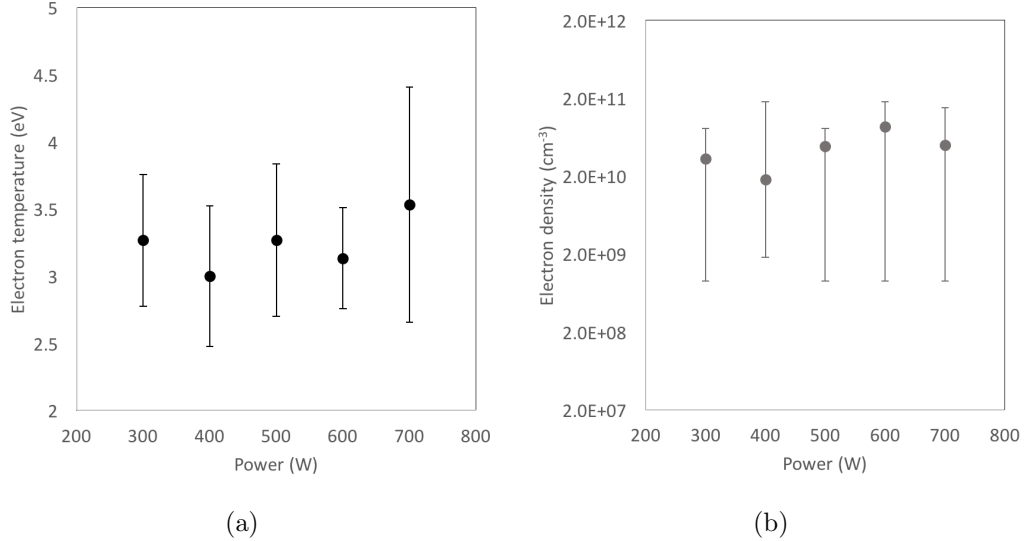 5
4.5
4
3.5
3
2.5
2
200 300 400 500 600 700 800
Power (W)
Electron temperature (eV)
(a)
2.0E+12
2.0E+11
2.0E+10
2.0E+09
2.0E+08
2.0E+07
200 300 400 500 600 700 800
Power (W)
Electron density (cm⁻³)
(b)